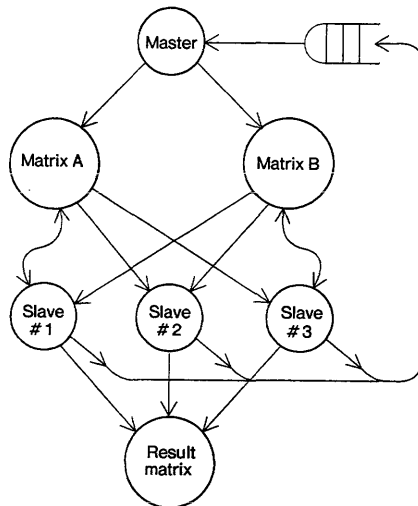 Master
Matrix A
Matrix B
Slave
# 1
Slave
# 2
Slave
# 3
Result
matrix